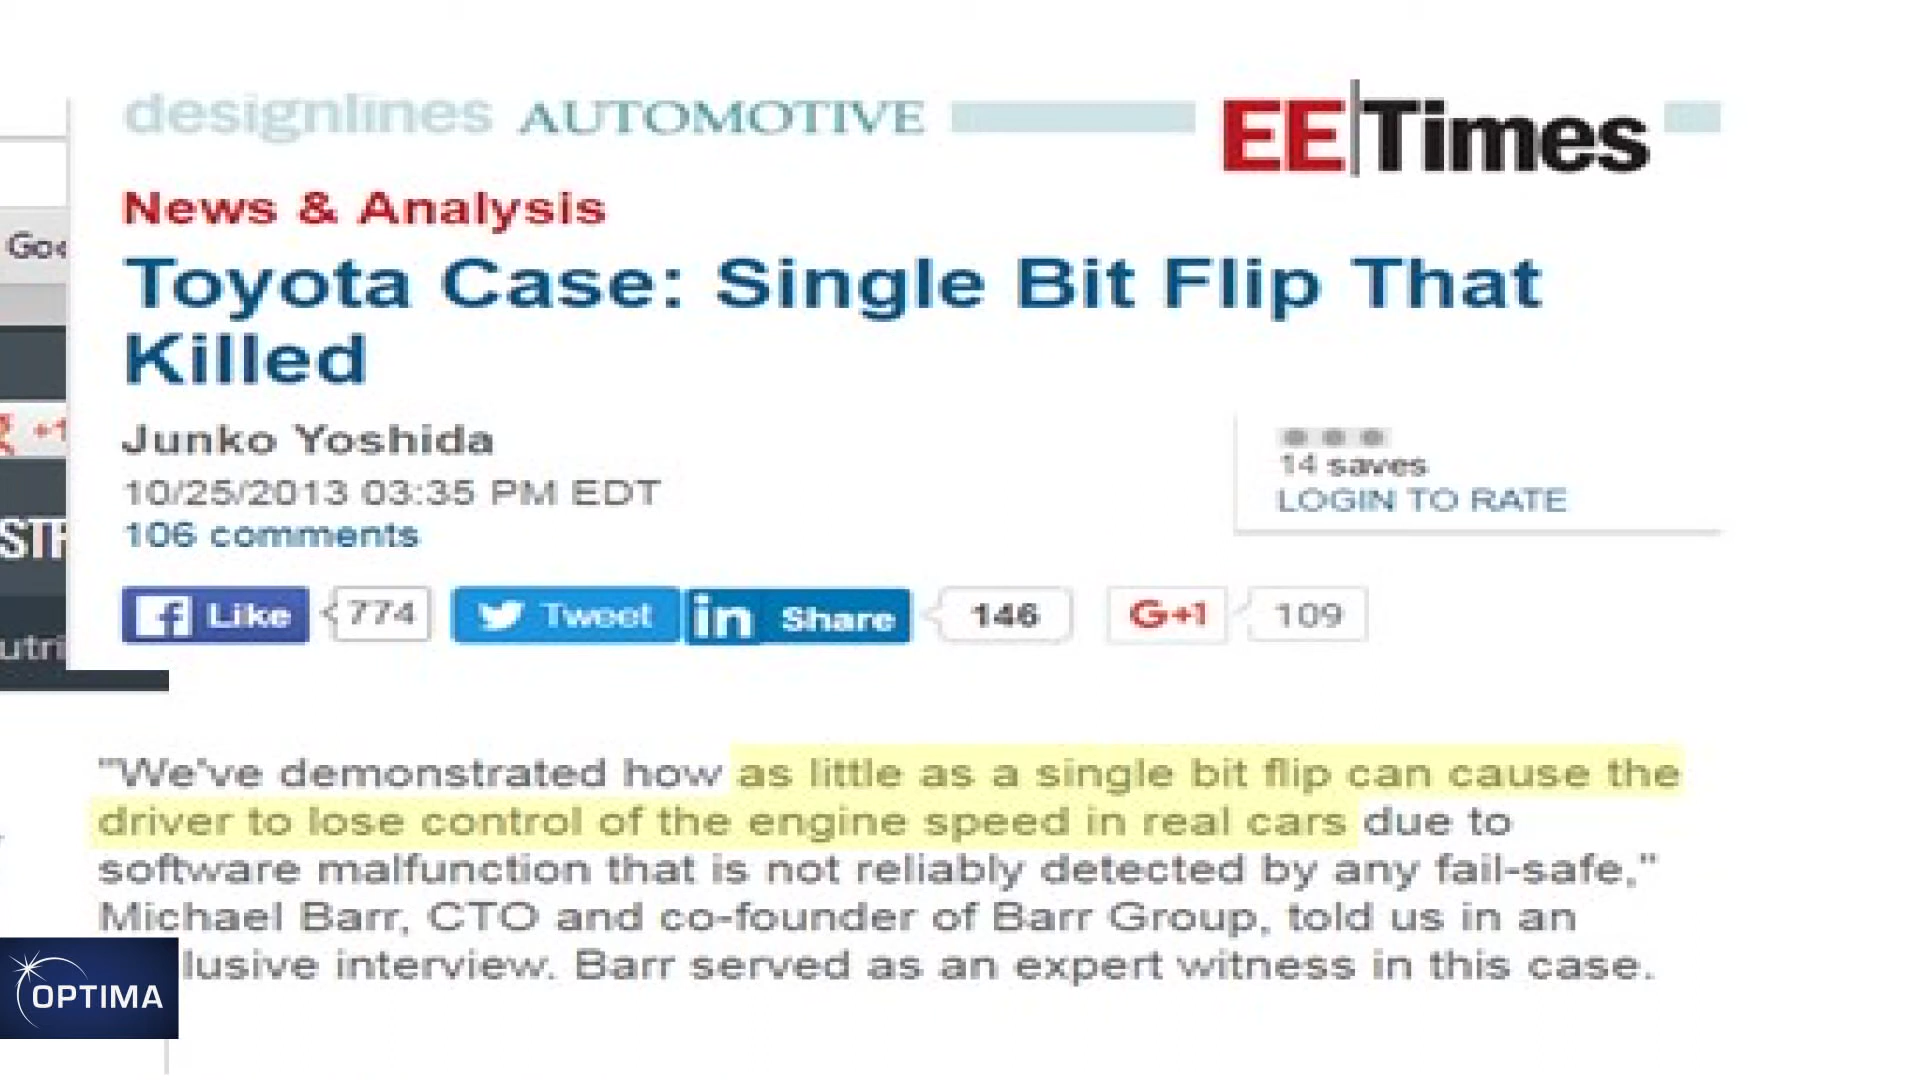 designlines AUTOMOTIVE
EE|Times
News & Analysis
Toyota Case: Single Bit Flip That
Killed
Junko Yoshida
10/25/2013 03:35 PM EDT
106 comments
14 saves
LOGIN TO RATE
Like 774 Tweet in Share 146 G+1 109
"We've demonstrated how as little as a single bit flip can cause the
driver to lose control of the engine speed in real cars due to
software malfunction that is not reliably detected by any fail-safe,"
Michael Barr, CTO and co-founder of Barr Group, told us in an
lusive interview. Barr served as an expert witness in this case.
OPTIMA
+1